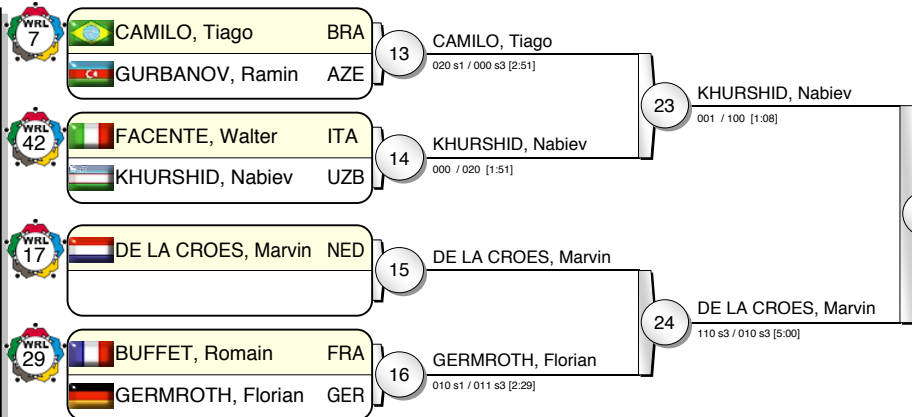 WRL
7
CAMILO, Tiago BRA
GURBANOV, Ramin AZE
13
CAMILO, Tiago
020 s1 / 000 s3 [2:51]
WRL
42
FACENTE, Walter ITA
KHURSHID, Nabiev UZB
14
KHURSHID, Nabiev
000 / 020 [1:51]
23
KHURSHID, Nabiev
001 / 100 [1:08]
WRL
17
DE LA CROES, Marvin NED
15
DE LA CROES, Marvin
WRL
29
BUFFET, Romain FRA
GERMROTH, Florian GER
16
GERMROTH, Florian
010 s1 / 011 s3 [2:29]
24
DE LA CROES, Marvin
110 s3 / 010 s3 [5:00]